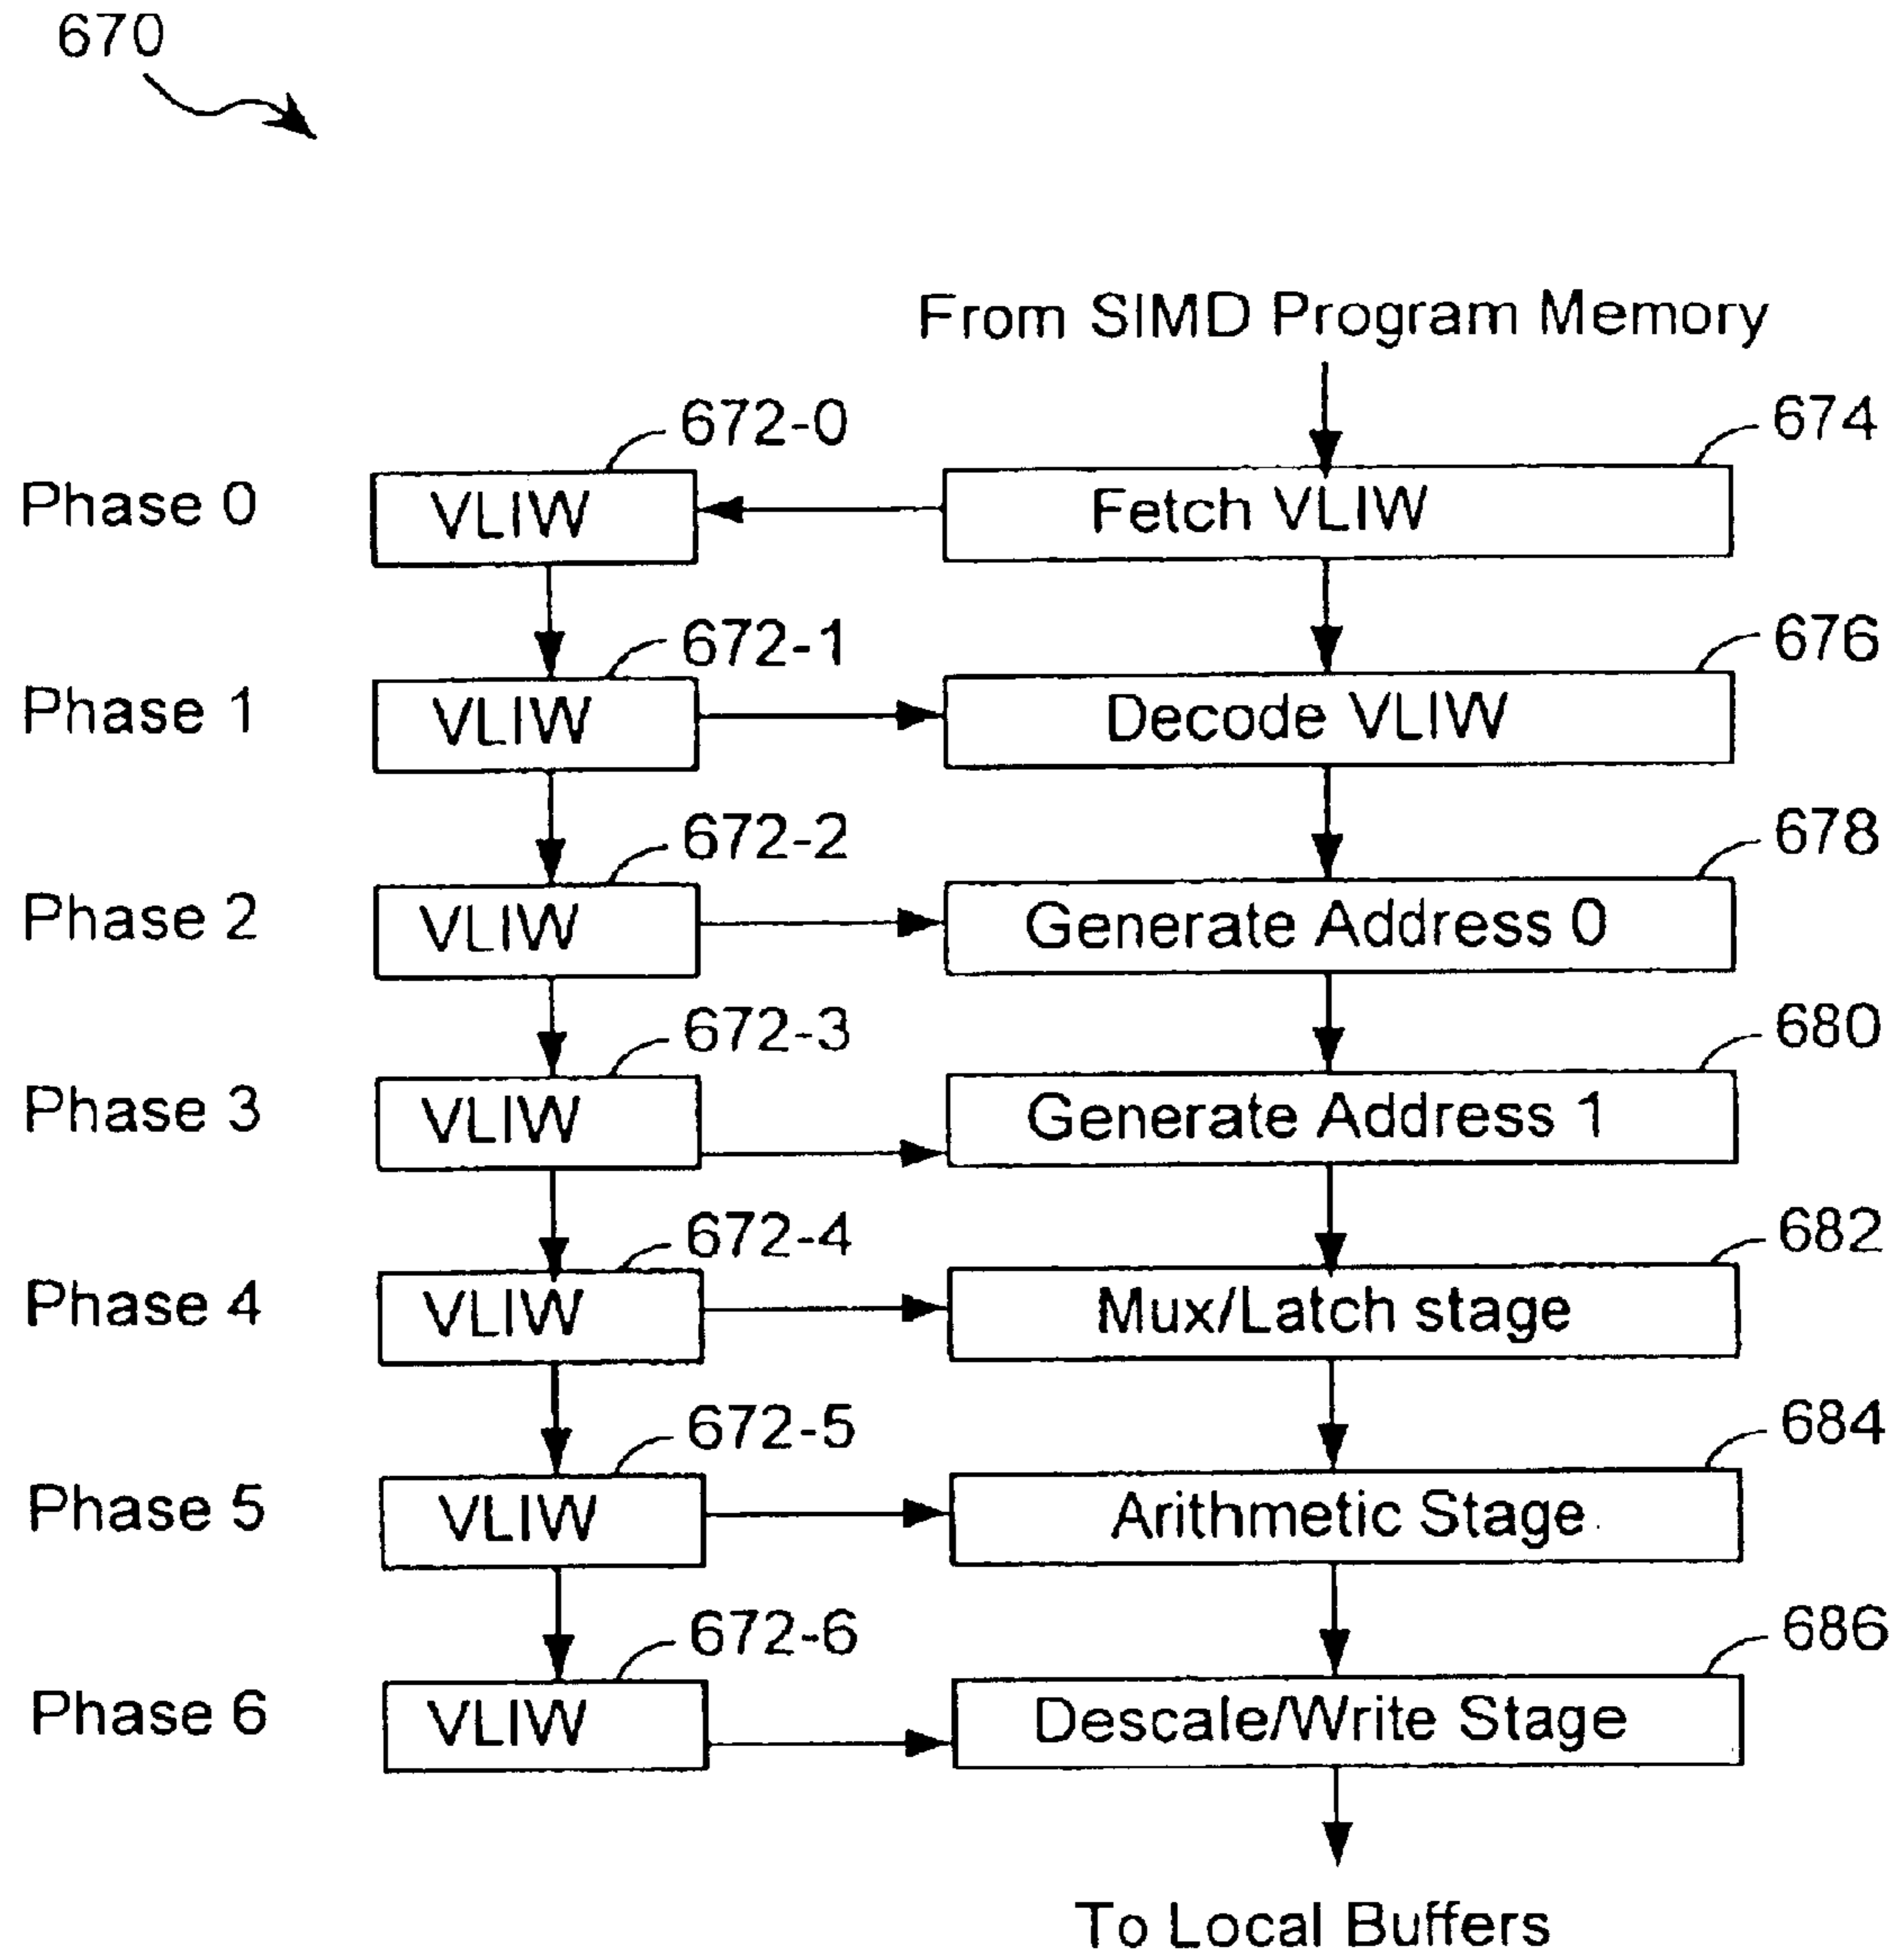 670
From SIMD Program Memory
672-0
674
Phase 0
VLIW
Fetch VLIW
672-1
676
Phase 1
VLIW
Decode VLIW
672-2
678
Phase 2
VLIW
Generate Address 0
672-3
680
Phase 3
VLIW
Generate Address 1
672-4
682
Phase 4
VLIW
Mux/Latch stage
672-5
684
Phase 5
VLIW
Arithmetic Stage
672-6
686
Phase 6
VLIW
Descale/Write Stage
To Local Buffers